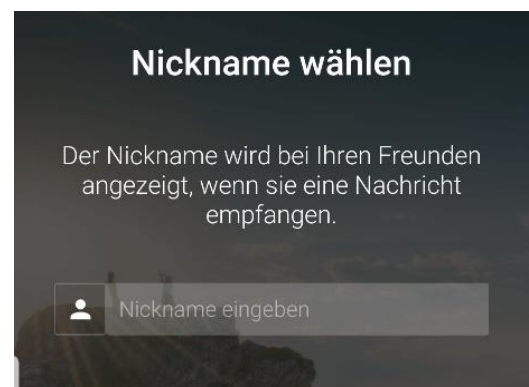 Nickname wählen
Der Nickname wird bei Ihren Freunden
angezeigt, wenn sie eine Nachricht
empfangen.
Nickname eingeben